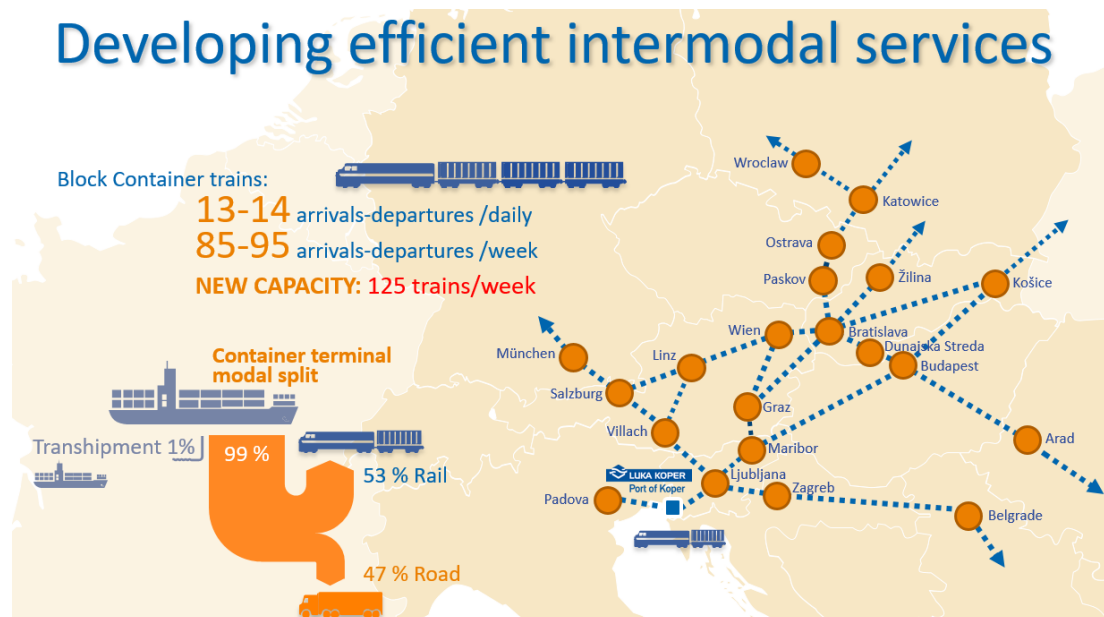 Developing efficient intermodal services
Block Container trains:
13-14 arrivals-departures /daily
85-95 arrivals-departures /week
NEW CAPACITY: 125 trains/week
Container terminal
modal split
Transhipment 1%
99 %
53 % Rail
47 % Road
Wroclaw
Katowice
Ostrava
Paskov
Žilina
Košice
Wien
Bratislava
Dunajska Streda
Budapest
München
Linz
Salzburg
Graz
Villach
Maribor
Arad
LUKA KOPER
Port of Koper
Ljubljana
Padova
Zagreb
Belgrade